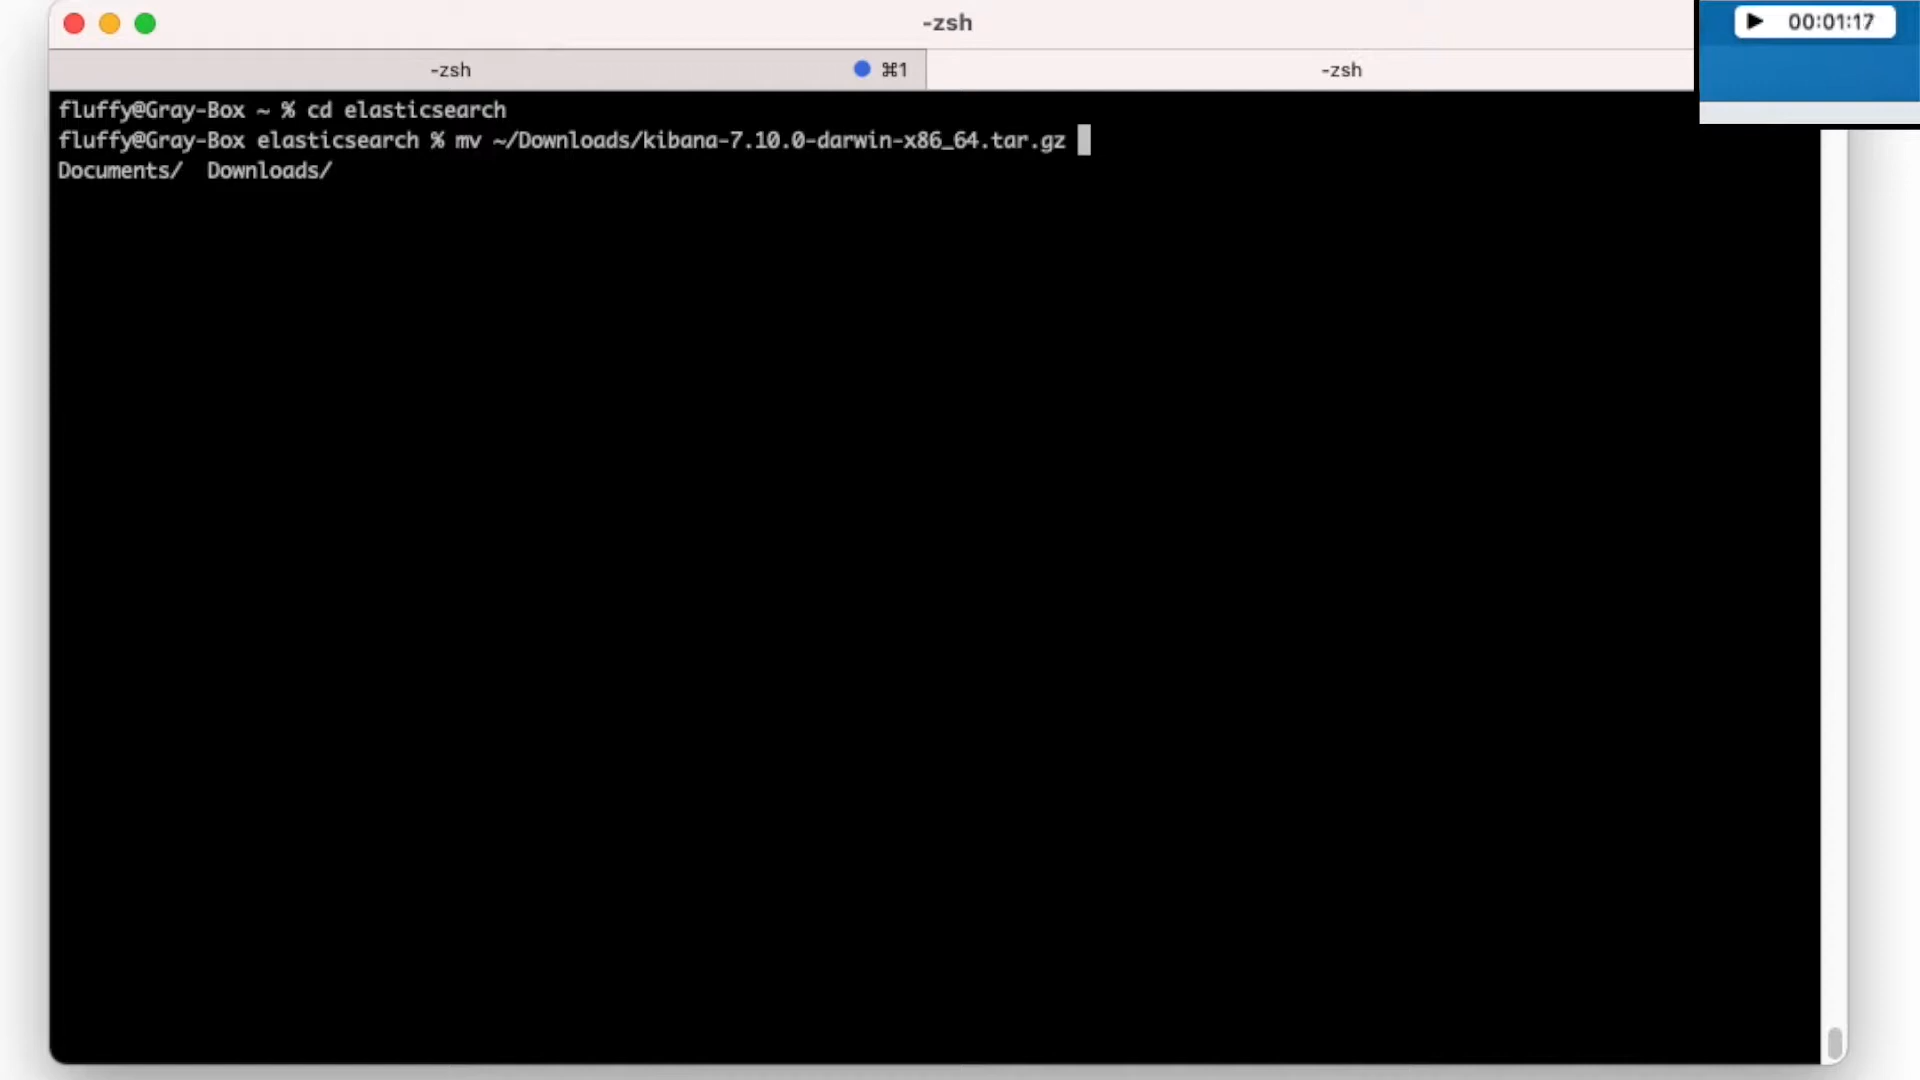 -zsh
00:01:17
-zsh ⌘1 -zsh
fluffy@Gray-Box ~ % cd elasticsearch
fluffy@Gray-Box elasticsearch % mv ~/Downloads/kibana-7.10.0-darwin-x86_64.tar.gz
Documents/ Downloads/